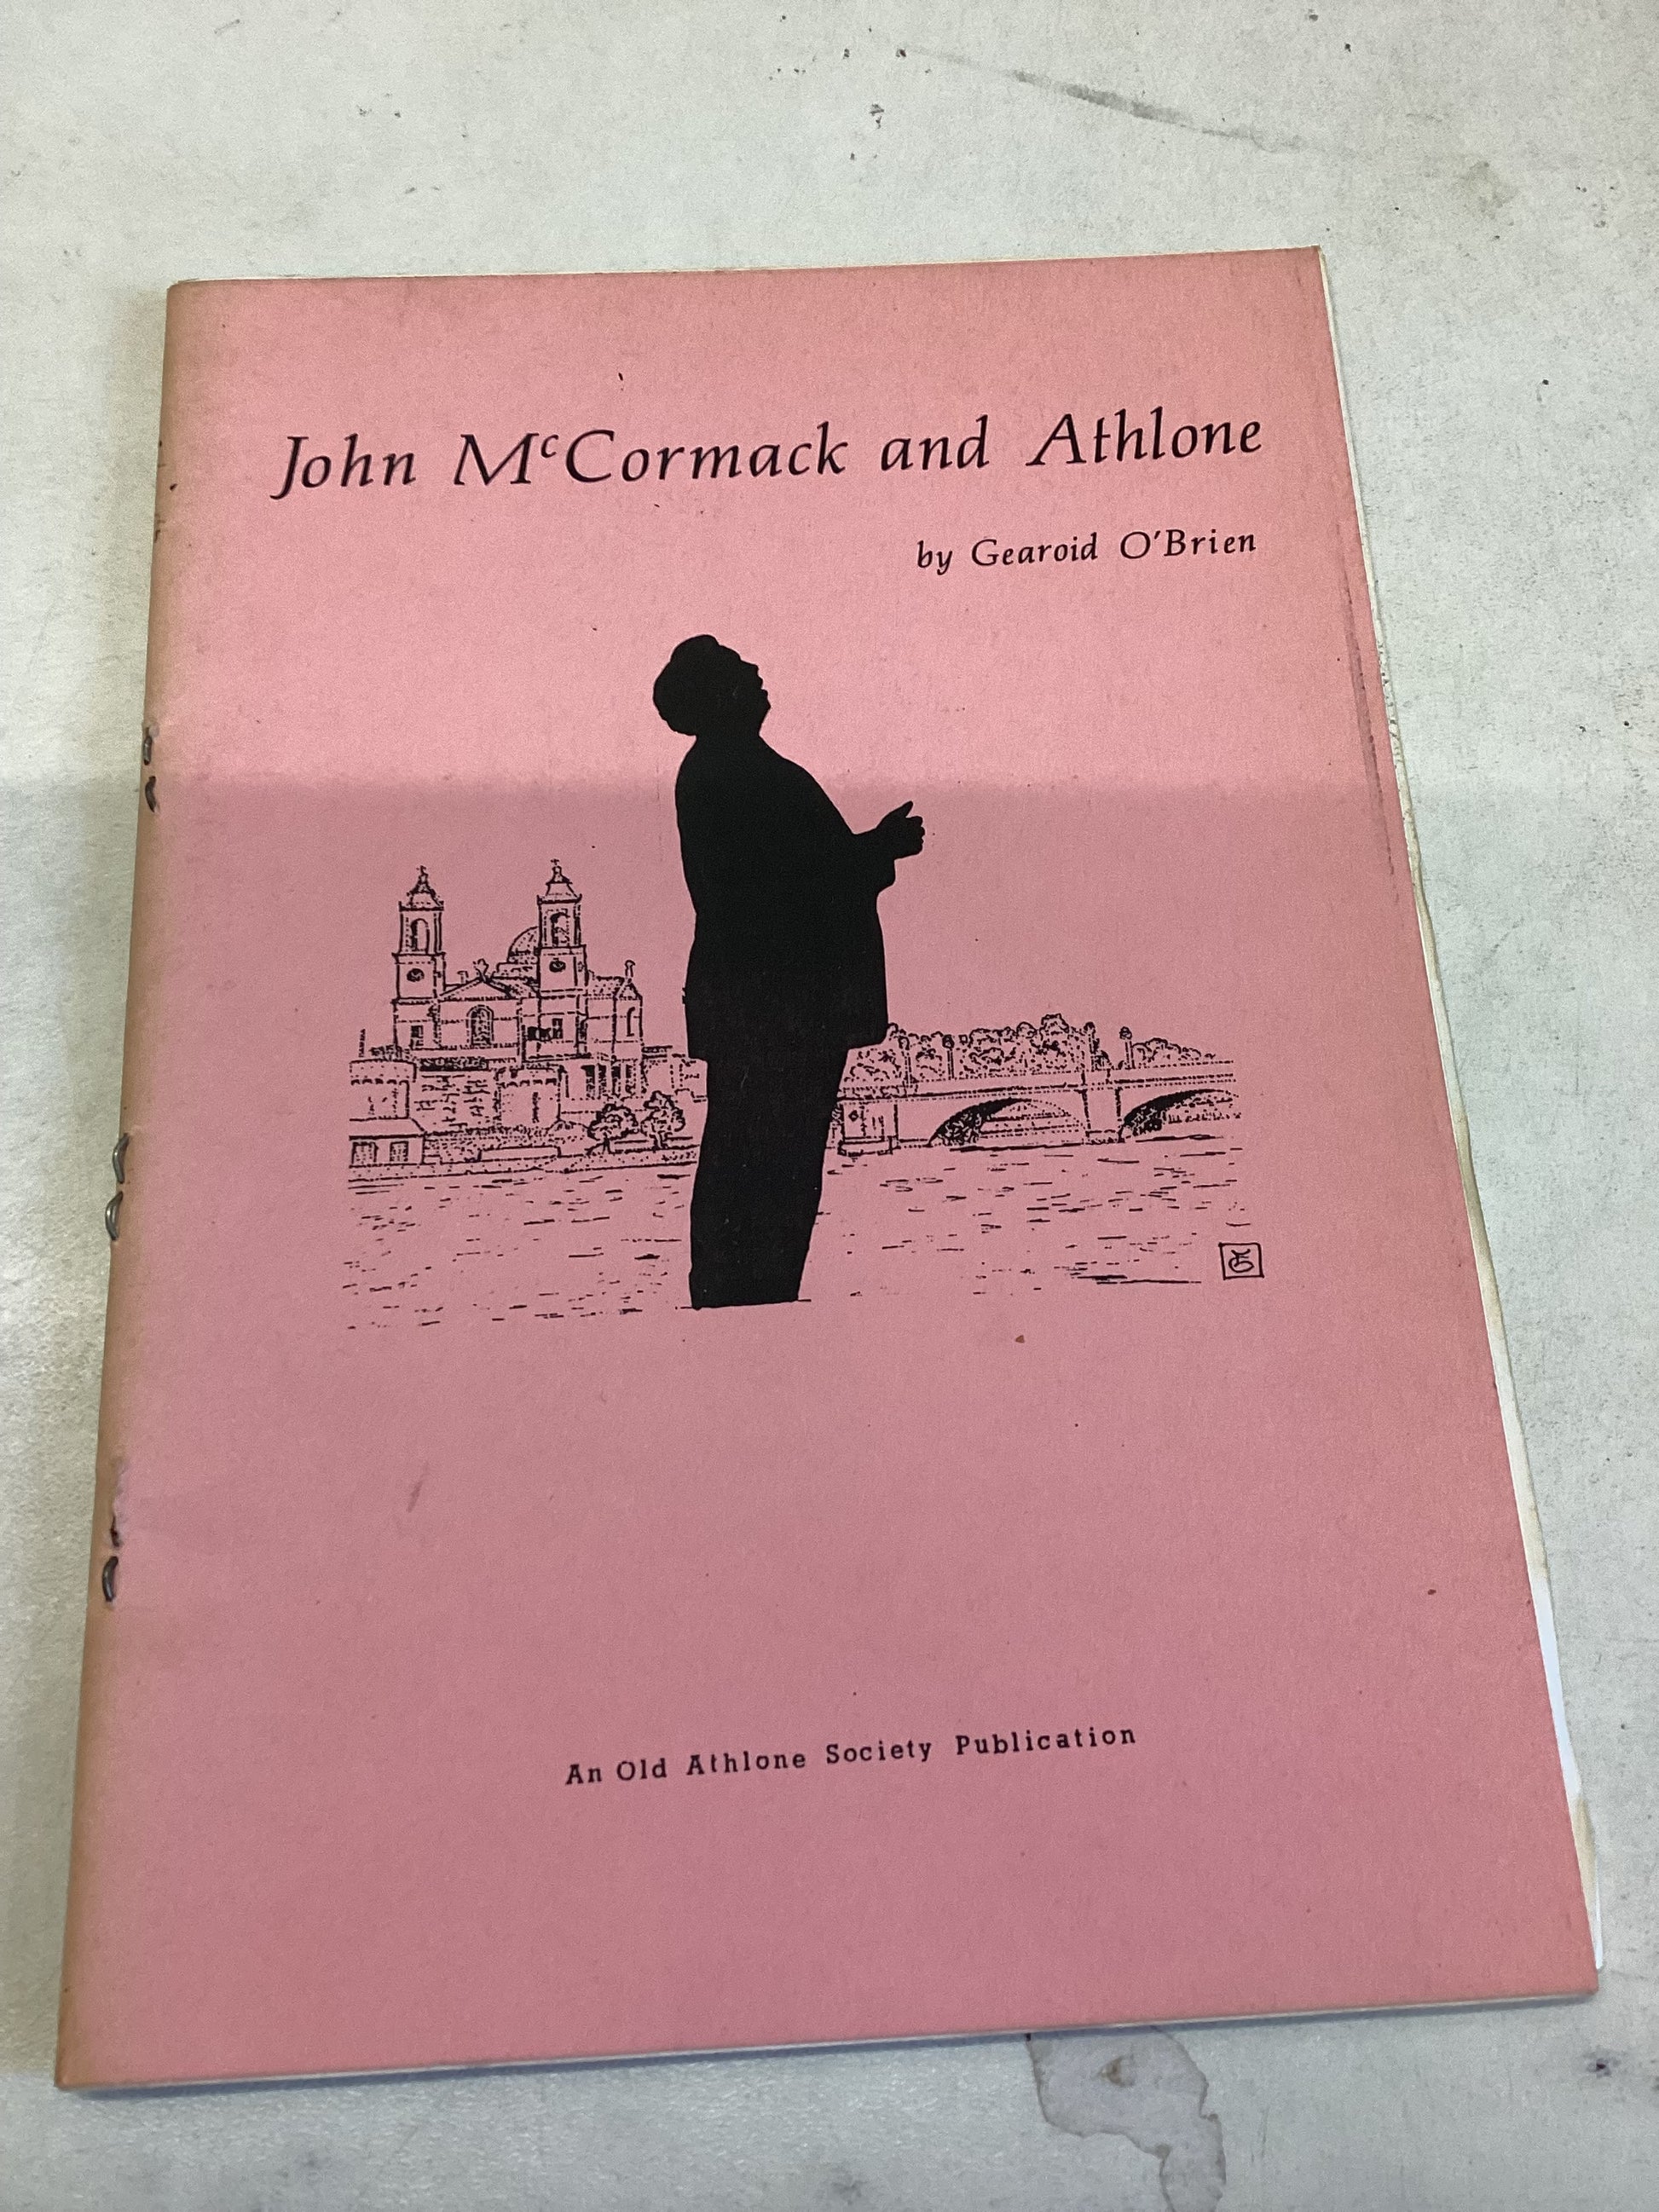 John McCormack and Athlone
by Gearoid O'Brien
An Old Athlone Society Publication